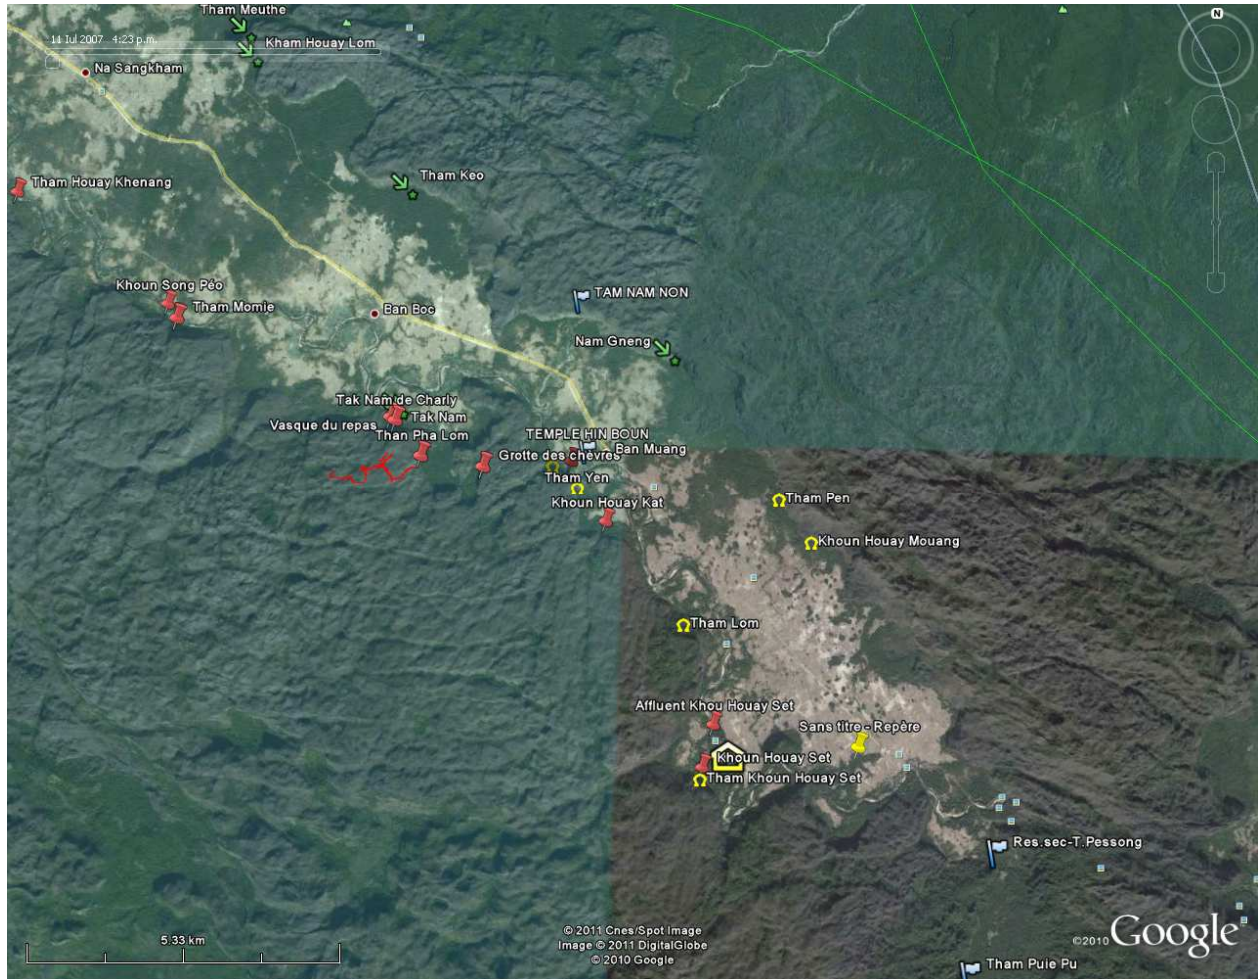 Tham Meuthe
N
11 Iul 2007 4:23 p.m.
Kham Houay Lom
Na Sangkham
Tham Keo
Tham Houay Khenang
Khoun Song Péo
Tham Momie
TAM NAM NON
Ban Boc
Nam Gneng
Tak Nam de Charly
Vasque du repas
Tak Nam
Than Pha Lom
TEMPLE HIN BOUN
Grotte des chèvres
Ban Muang
Tham Yen
Khoun Houay Kat
Tham Pen
Khoun Houay Mouang
Tham Lom
Affluent Khou Houay Set
Sans titre - Repère
Khoun Houay Set
Tham Khoun Houay Set
Res.sec-T.Pessong
5.33 km
© 2011 Cnes/Spot Image
Image © 2011 DigitalGlobe
© 2010 Google
©2010 Google
Tham Puie Pu